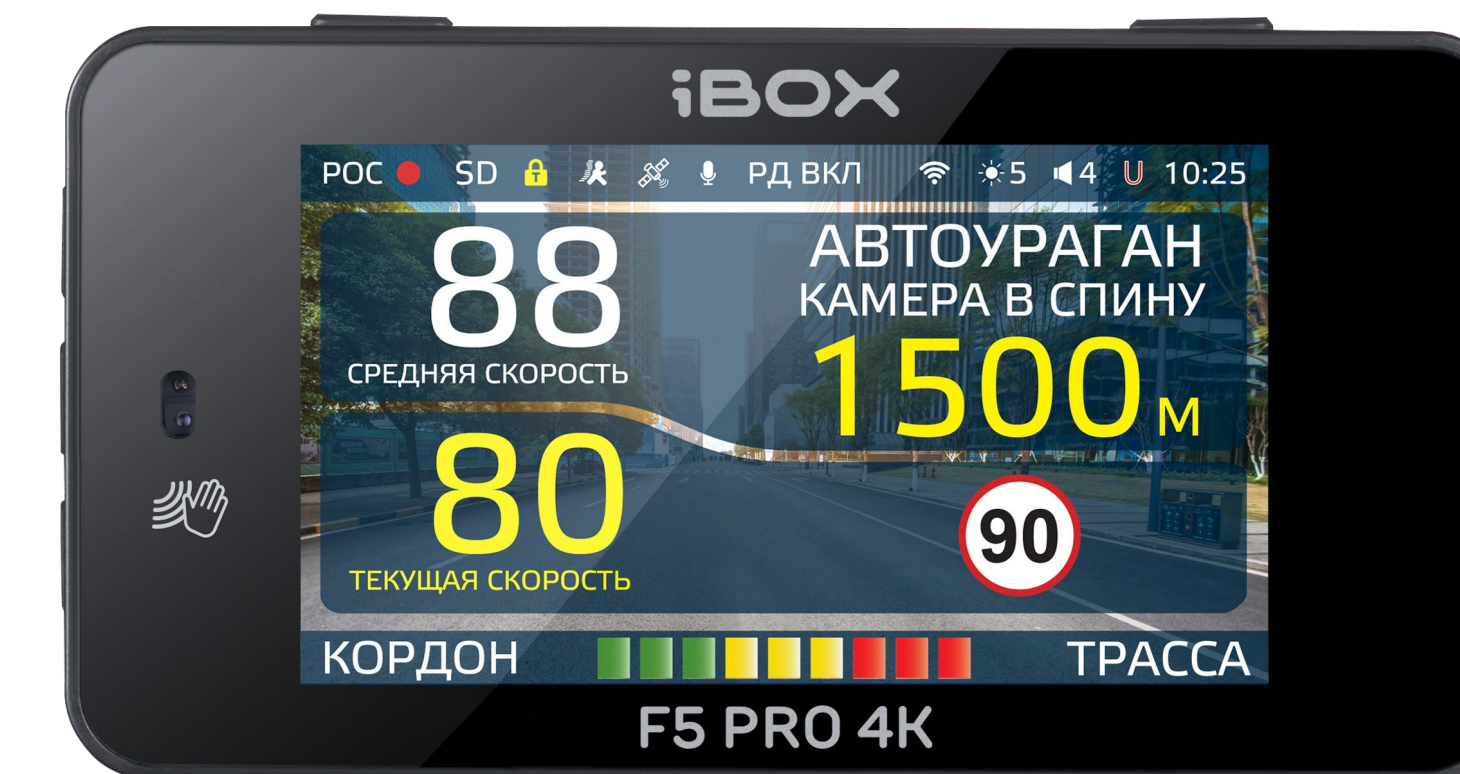 iBOX
РОС SD T РД ВКЛ 5 4 U 10:25
88
СРЕДНЯЯ СКОРОСТЬ
80
ТЕКУЩАЯ СКОРОСТЬ
АВТОУРАГАН
КАМЕРА В СПИНУ
1500 М
90
КОРДОН ТРАССА
F5 PRO 4K